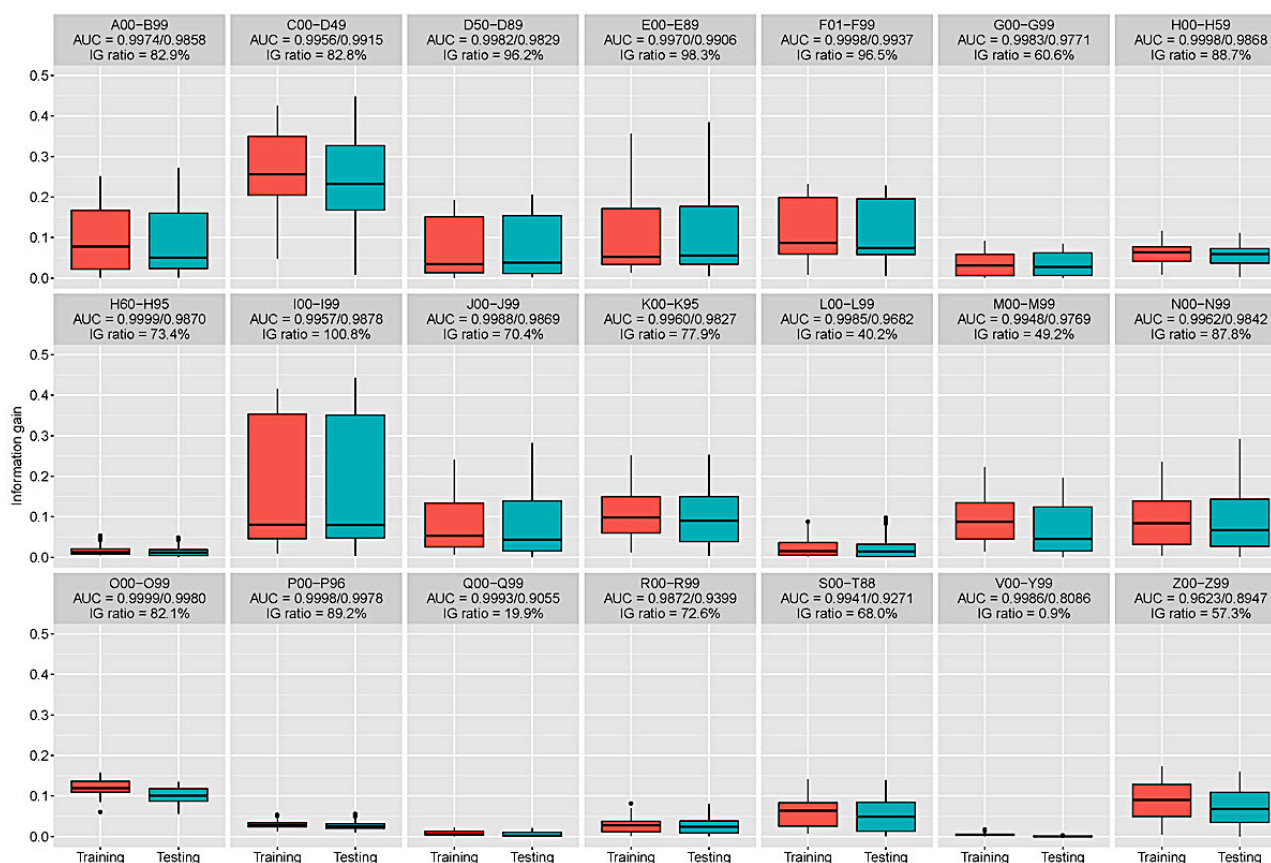 A00-B99
AUC = 0.9974/0.9858
IG ratio = 82.9%
C00-D49
AUC = 0.9956/0.9915
IG ratio = 82.8%
D50-D89
AUC = 0.9982/0.9829
IG ratio = 96.2%
E00-E89
AUC = 0.9970/0.9906
IG ratio = 98.3%
F01-F99
AUC = 0.9998/0.9937
IG ratio = 96.5%
G00-G99
AUC = 0.9983/0.9771
IG ratio = 60.6%
H00-H59
AUC = 0.9998/0.9868
IG ratio = 88.7%
0.5
0.4
0.3
0.2
0.1
0.0
H60-H95
AUC = 0.9999/0.9870
IG ratio = 73.4%
I00-I99
AUC = 0.9957/0.9878
IG ratio = 100.8%
J00-J99
AUC = 0.9988/0.9869
IG ratio = 70.4%
K00-K95
AUC = 0.9960/0.9827
IG ratio = 77.9%
L00-L99
AUC = 0.9985/0.9682
IG ratio = 40.2%
M00-M99
AUC = 0.9948/0.9769
IG ratio = 49.2%
N00-N99
AUC = 0.9962/0.9842
IG ratio = 87.8%
Information gain
0.5
0.4
0.3
0.2
0.1
0.0
O00-O99
AUC = 0.9999/0.9980
IG ratio = 82.1%
P00-P96
AUC = 0.9998/0.9978
IG ratio = 89.2%
Q00-Q99
AUC = 0.9993/0.9055
IG ratio = 19.9%
R00-R99
AUC = 0.9872/0.9399
IG ratio = 72.6%
S00-T88
AUC = 0.9941/0.9271
IG ratio = 68.0%
V00-Y99
AUC = 0.9986/0.8086
IG ratio = 0.9%
Z00-Z99
AUC = 0.9623/0.8947
IG ratio = 57.3%
0.5
0.4
0.3
0.2
0.1
0.0
Training Testing Training Testing Training Testing Training Testing Training Testing Training Testing Training Testing